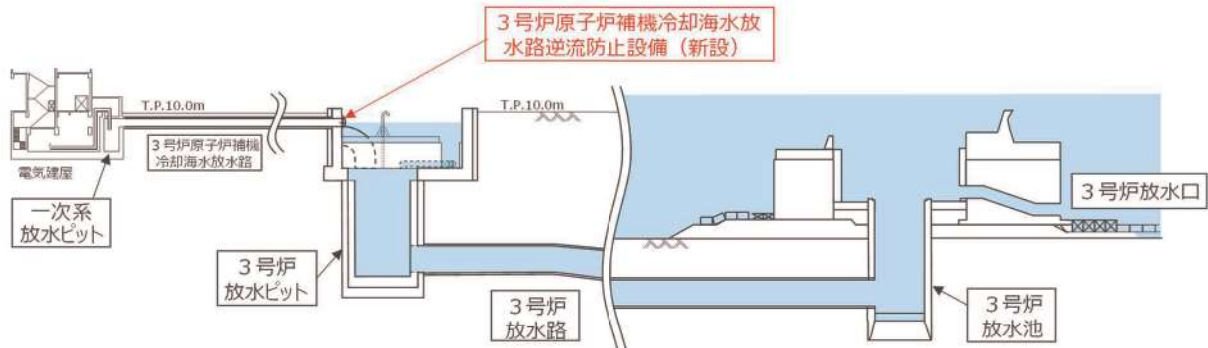 3号炉原子炉補機冷却海水放
水路逆流防止設備(新設)
T.P.10.0m
T.P.10.0m
3号炉原子炉補機
冷却海水放水路
電気建屋
一次系
放水ピット
3号炉
放水ピット
3号炉
放水路
3号炉放水口
3号炉
放水池